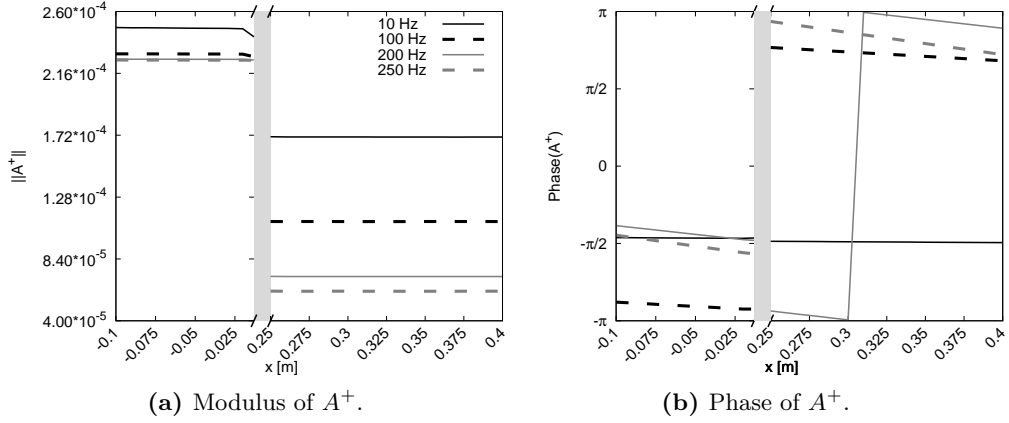 2.60*10-4
2.16*10-4
1.72*10-4
1.28*10-4
8.40*10-5
4.00*10-5
||A+||
10 Hz
100 Hz
200 Hz
250 Hz
-0.1 -0.075 -0.05 -0.025 0.25 0.275 0.3 0.325 0.35 0.375 0.4
x [m]
π
π/2
0
-π/2
-π
Phase(A+)
-0.1 -0.075 -0.05 -0.025 0.25 0.275 0.3 0.325 0.35 0.375 0.4
x [m]
(a) Modulus of A+.
(b) Phase of A+.